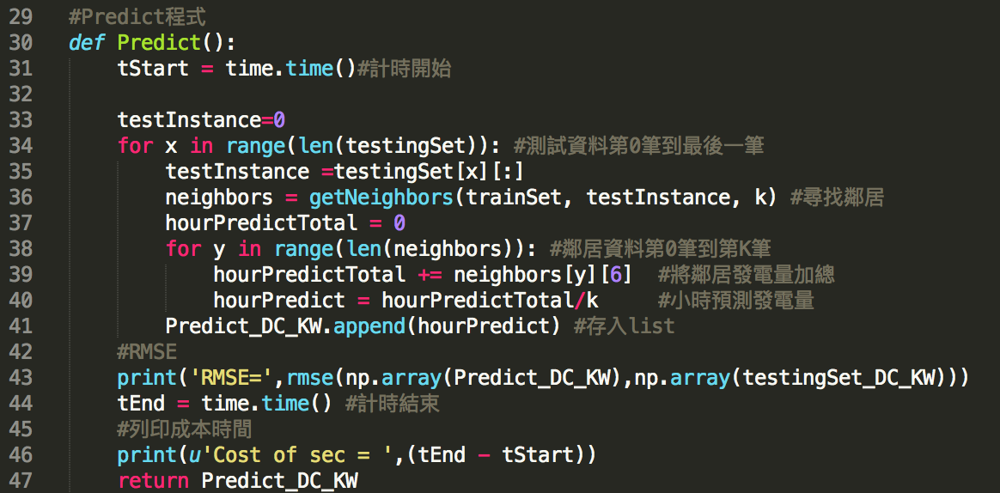 29 #Predict程式
30 def Predict():
31     tStart = time.time()#計時開始
32
33     testInstance=0
34     for x in range(len(testingSet)): #測試資料第0筆到最後一筆
35         testInstance =testingSet[x][:]
36         neighbors = getNeighbors(trainSet, testInstance, k) #尋找鄰居
37         hourPredictTotal = 0
38         for y in range(len(neighbors)): #鄰居資料第0筆到第K筆
39             hourPredictTotal += neighbors[y][6]  #將鄰居發電量加總
40             hourPredict = hourPredictTotal/k     #小時預測發電量
41         Predict_DC_KW.append(hourPredict) #存入list
42     #RMSE
43     print('RMSE=',rmse(np.array(Predict_DC_KW),np.array(testingSet_DC_KW)))
44     tEnd = time.time() #計時結束
45     #列印成本時間
46     print(u'Cost of sec = ',(tEnd - tStart))
47     return Predict_DC_KW